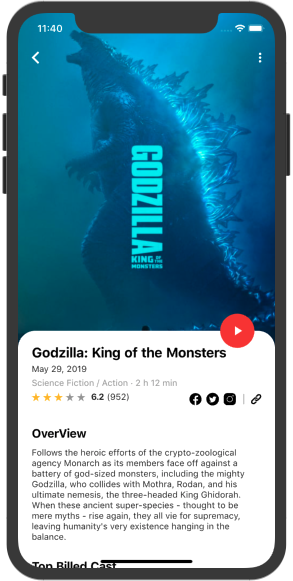 11:40
GODZILLA
KING OF THE
MONSTERS
Godzilla: King of the Monsters
May 29, 2019
Science Fiction / Action · 2 h 12 min
6.2 (952)
OverView
Follows the heroic efforts of the crypto-zoological
agency Monarch as its members face off against a
battery of god-sized monsters, including the mighty
Godzilla, who collides with Mothra, Rodan, and his
ultimate nemesis, the three-headed King Ghidorah.
When these ancient super-species - thought to be
mere myths - rise again, they all vie for supremacy,
leaving humanity's very existence hanging in the
balance.
Top Billed Cast